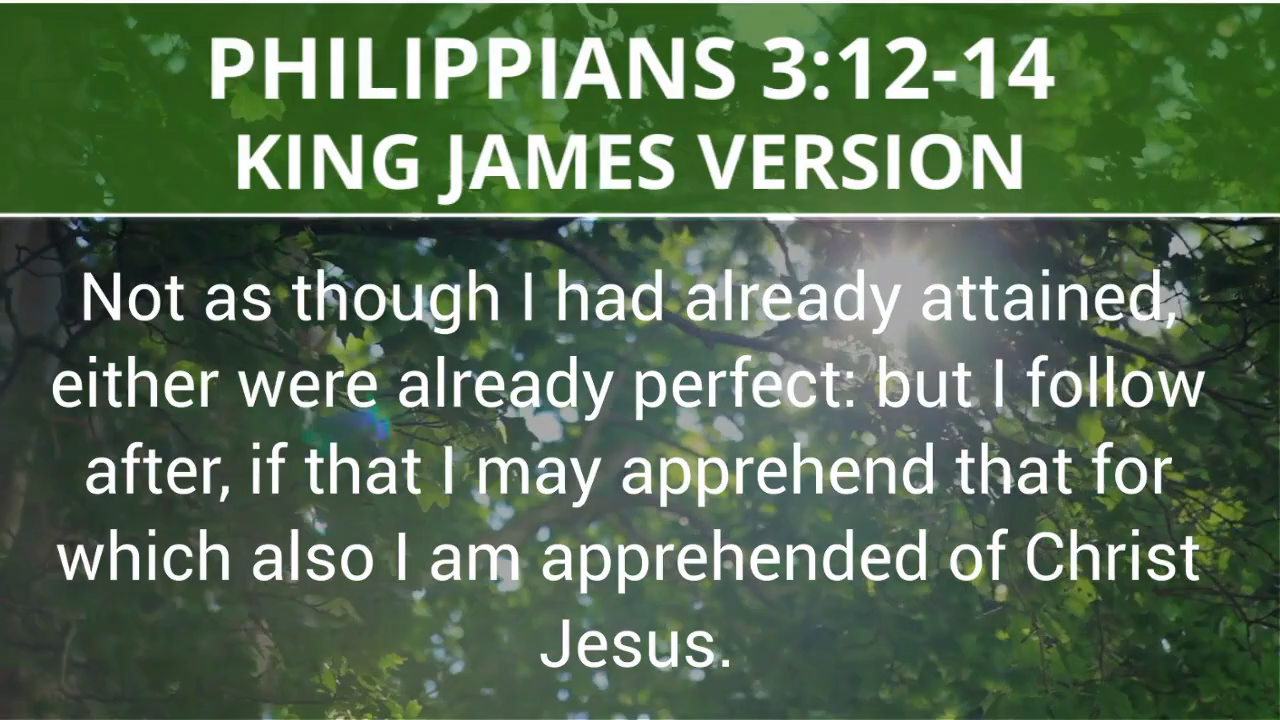 PHILIPPIANS 3:12-14
KING JAMES VERSION
Not as though I had already attained,
either were already perfect: but I follow
after, if that I may apprehend that for
which also I am apprehended of Christ
Jesus.